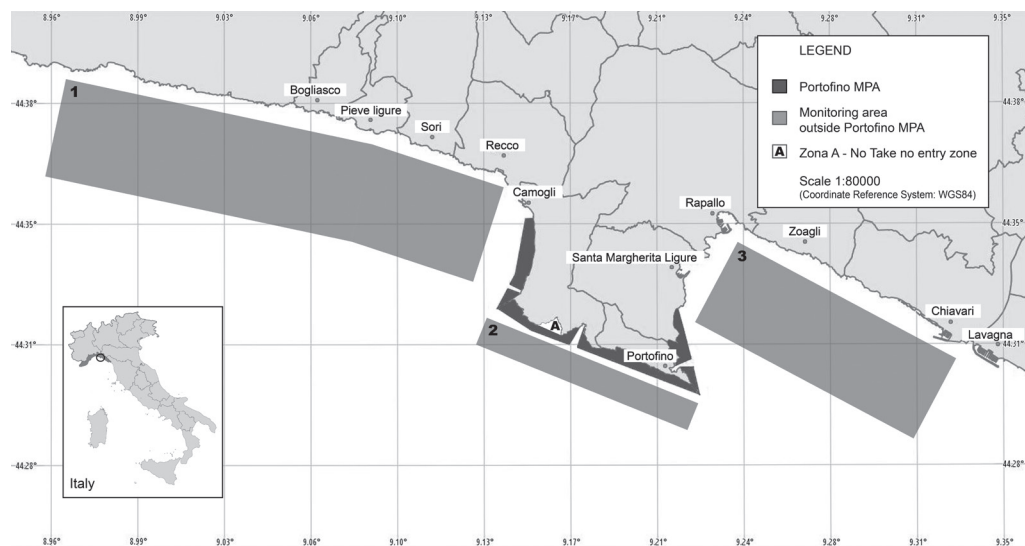 8.96° 8.99° 9.03° 9.06° 9.10° 9.13° 9.17° 9.21° 9.24° 9.28° 9.31° 9.35°
LEGEND
Portofino MPA
Monitoring area
outside Portofino MPA
A Zona A - No Take no entry zone
Scale 1:80000
(Coordinate Reference System: WGS84)
44.38° 44.38°
1
Bogliasco
Pieve ligure
Sori
Recco
Camogli
Rapallo
44.35° 44.35°
Zoagli
Santa Margherita Ligure
3
Chiavari
A
2
Lavagna
44.31° 44.31°
Portofino
44.28° 44.28°
Italy
8.96° 8.99° 9.03° 9.06° 9.10° 9.13° 9.17° 9.21° 9.24° 9.28° 9.31° 9.35°